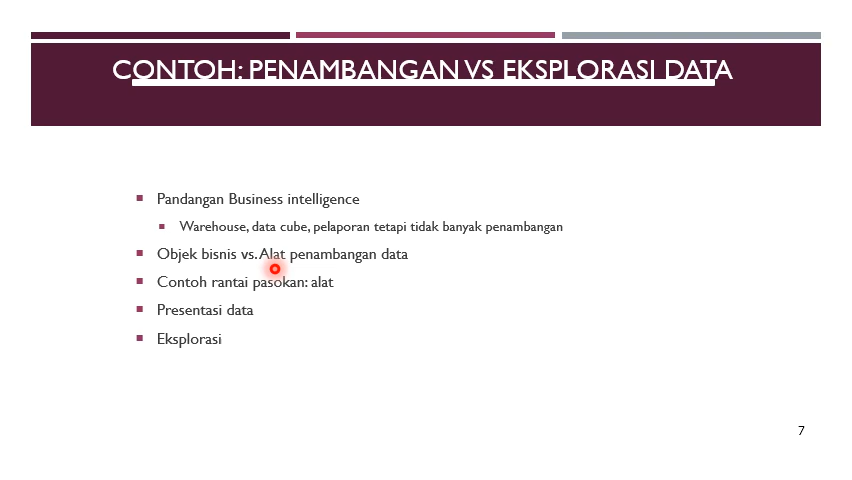 CONTOH: PENAMBANGAN VS EKSPLORASI DATA
Pandangan Business intelligence
Warehouse, data cube, pelaporan tetapi tidak banyak penambangan
Objek bisnis vs. Alat penambangan data
Contoh rantai pasokan: alat
Presentasi data
Eksplorasi
7